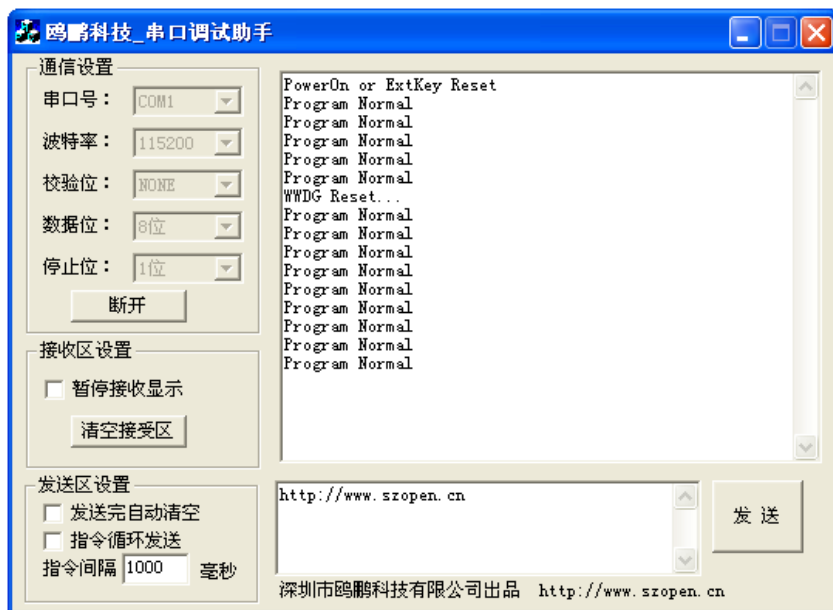 鸥鹏科技_串口调试助手
通信设置
串口号： COM1
波特率： 115200
校验位： NONE
数据位： 8位
停止位： 1位
断开
接收区设置
暂停接收显示
清空接受区
发送区设置
发送完自动清空
指令循环发送
指令间隔 1000 毫秒
PowerOn or ExtKey Reset
Program Normal
Program Normal
Program Normal
Program Normal
Program Normal
WWDG Reset...
Program Normal
Program Normal
Program Normal
Program Normal
Program Normal
Program Normal
Program Normal
Program Normal
Program Normal
http://www.szopen.cn
发 送
深圳市鸥鹏科技有限公司出品 http://www.szopen.cn